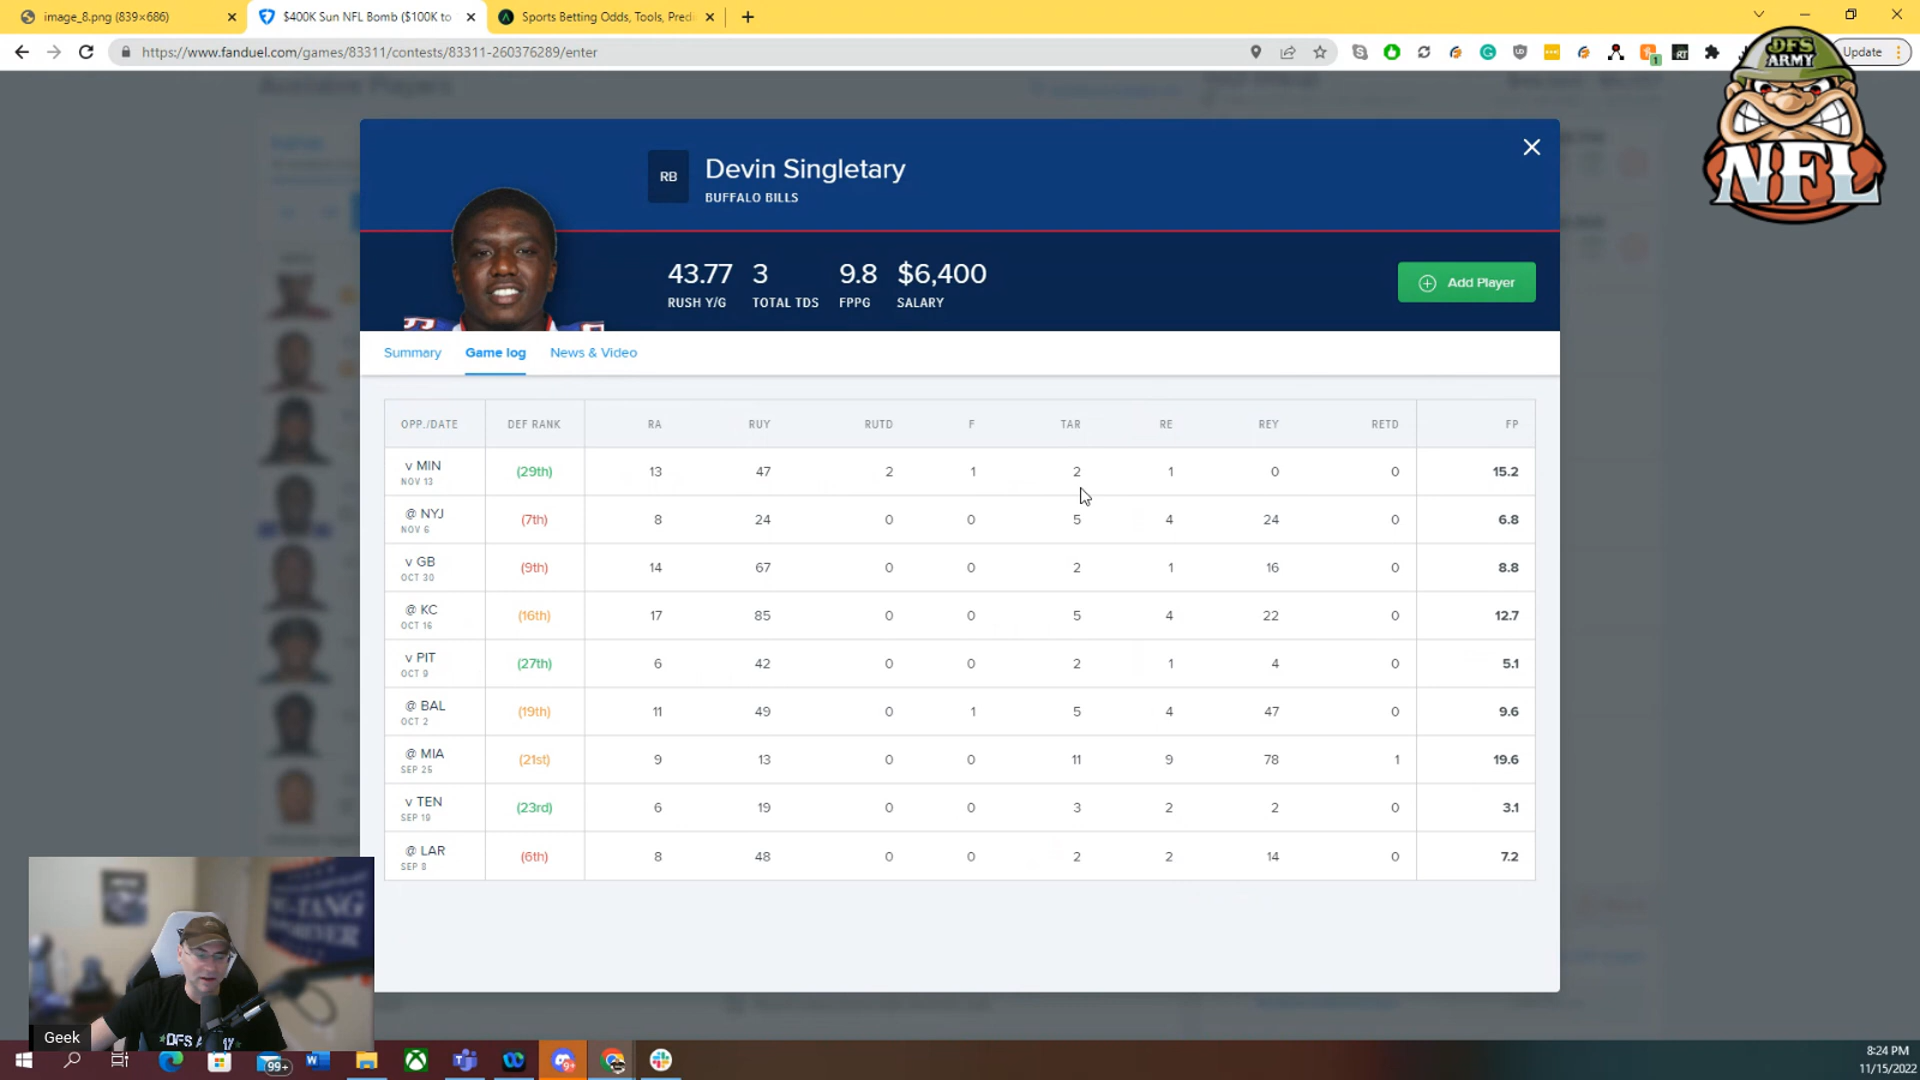 image_8.png (839×686)
$400K Sun NFL Bomb ($100K to
Sports Betting Odds, Tools, Predi
https://www.fanduel.com/games/83311/contests/83311-260376289/enter
Update
DFS
ARMY
NFL
Available Players
RB
Devin Singletary
BUFFALO BILLS
43.77 3 9.8 $6,400
RUSH Y/G TOTAL TDS FPPG SALARY
Add Player
Summary Game log News & Video
OPP./DATE DEF RANK RA RUY RUTD F TAR RE REY RETD FP
v MIN (29th) 13 47 2 1 2 1 0 0 15.2
NOV 13
@ NYJ (7th) 8 24 0 0 5 4 24 0 6.8
NOV 6
v GB (9th) 14 67 0 0 2 1 16 0 8.8
OCT 30
@ KC (16th) 17 85 0 0 5 4 22 0 12.7
OCT 16
v PIT (27th) 6 42 0 0 2 1 4 0 5.1
OCT 9
@ BAL (19th) 11 49 0 1 5 4 47 0 9.6
OCT 2
@ MIA (21st) 9 13 0 0 11 9 78 1 19.6
SEP 25
v TEN (23rd) 6 19 0 0 3 2 2 0 3.1
SEP 19
@ LAR (6th) 8 48 0 0 2 2 14 0 7.2
SEP 8
Geek
99+
9+
8:24 PM
11/15/2022